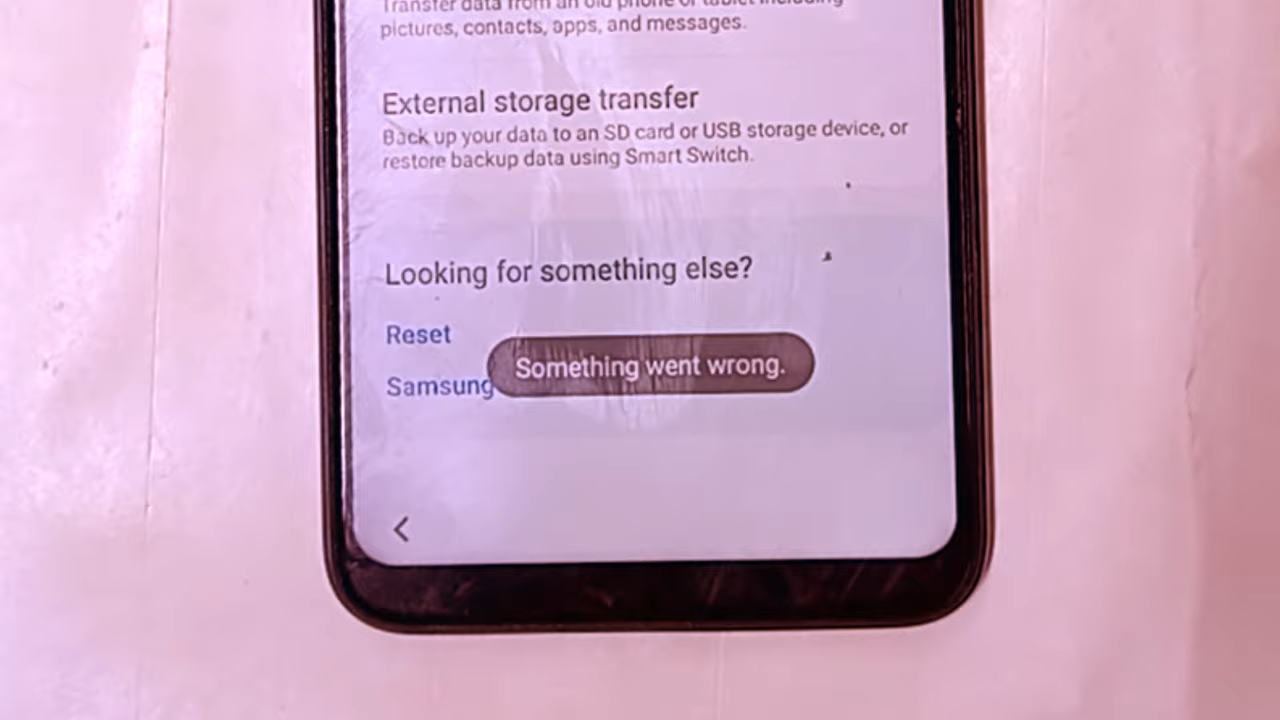 Transfer data from an old phone or tablet including
pictures, contacts, apps, and messages.
External storage transfer
Back up your data to an SD card or USB storage device, or
restore backup data using Smart Switch.
Looking for something else?
Reset
Samsung
Something went wrong.